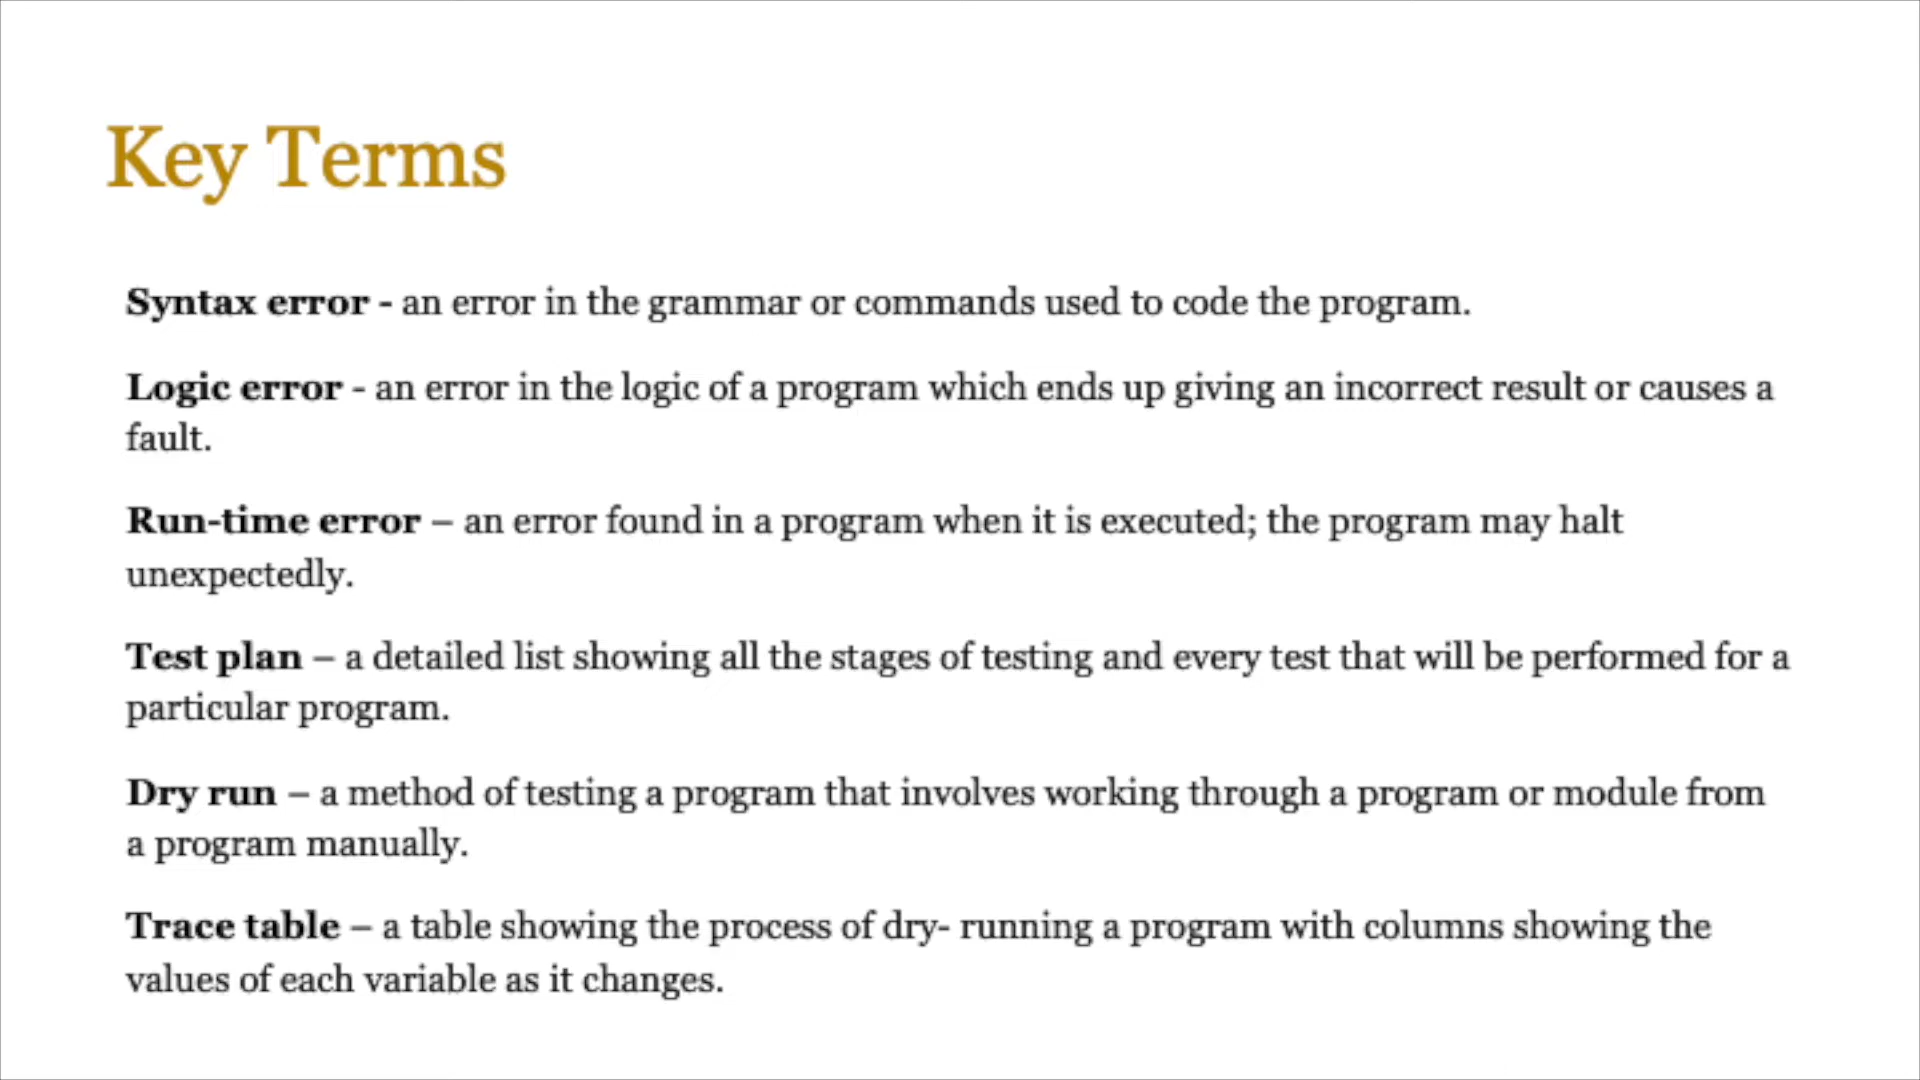 Key Terms
Syntax error - an error in the grammar or commands used to code the program.
Logic error - an error in the logic of a program which ends up giving an incorrect result or causes a
fault.
Run-time error – an error found in a program when it is executed; the program may halt
unexpectedly.
Test plan – a detailed list showing all the stages of testing and every test that will be performed for a
particular program.
Dry run – a method of testing a program that involves working through a program or module from
a program manually.
Trace table – a table showing the process of dry- running a program with columns showing the
values of each variable as it changes.